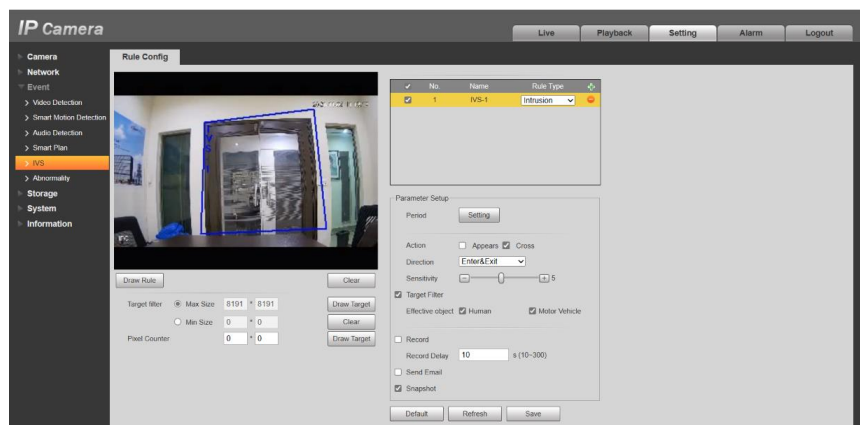 IP Camera
Live Playback Setting Alarm Logout
Camera
Network
Event
Video Detection
Smart Motion Detection
Audio Detection
Smart Plan
IVS
Abnormality
Storage
System
Information
Rule Config
IPC
Draw Rule Clear
Target filter Max Size 8191 * 8191 Draw Target
Min Size 0 * 0 Clear
Pixel Counter 0 * 0 Draw Target
No. Name Rule Type
1 IVS-1 Intrusion
Parameter Setup
Period Setting
Action Appears Cross
Direction Enter&Exit
Sensitivity 5
Target Filter
Effective object Human Motor Vehicle
Record
Record Delay 10 s (10~300)
Send Email
Snapshot
Default Refresh Save